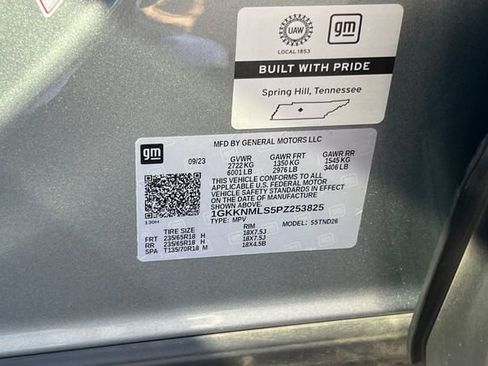 UAW
LOCAL 1853
gm
BUILT WITH PRIDE
Spring Hill, Tennessee
gm
MFD BY GENERAL MOTORS LLC
09/23 GVWR GAWR FRT GAWR RR
2722 KG 1350 KG 1545 KG
6001 LB 2976 LB 3406 LB
THIS VEHICLE CONFORMS TO ALL
APPLICABLE U.S. FEDERAL MOTOR
VEHICLE SAFETY STANDARDS IN
EFFECT ON THE DATE OF MANUFACTURE
SHOWN ABOVE.
1GKKNMLS5PZ253825
TYPE: MPV MODEL: 5STND26
130H
TIRE SIZE RIM
FRT 235/65R18 H 18X7.5J
RR 235/65R18 H 18X7.5J
SPA T135/70R18 M 18X4.5B